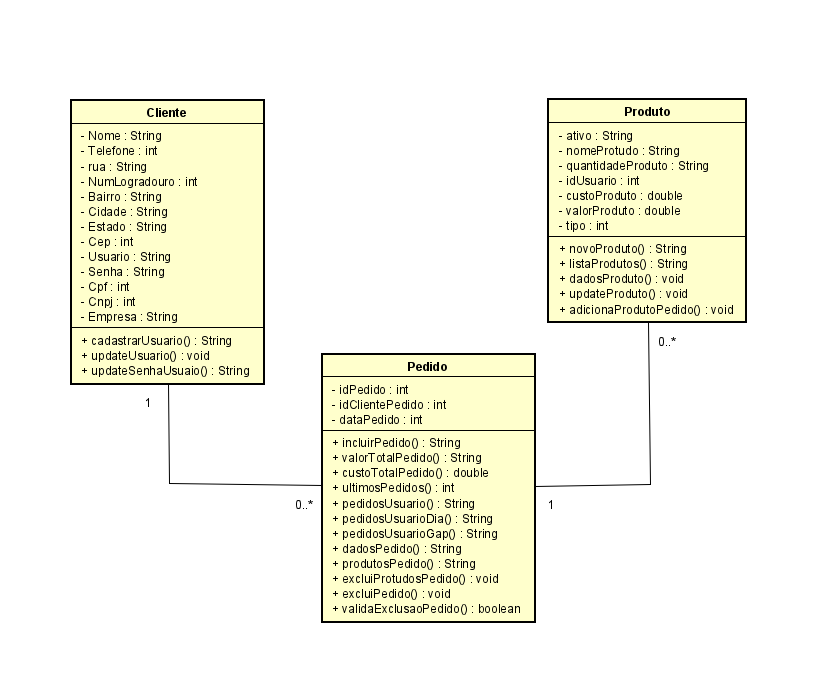 Cliente
- Nome : String
- Telefone : int
- rua : String
- NumLogradouro : int
- Bairro : String
- Cidade : String
- Estado : String
- Cep : int
- Usuario : String
- Senha : String
- Cpf : int
- Cnpj : int
- Empresa : String
+ cadastrarUsuario() : String
+ updateUsuario() : void
+ updateSenhaUsuaio() : String
1
Produto
- ativo : String
- nomeProtudo : String
- quantidadeProduto : String
- idUsuario : int
- custoProduto : double
- valorProduto : double
- tipo : int
+ novoProduto() : String
+ listaProdutos() : String
+ dadosProduto() : void
+ updateProduto() : void
+ adicionaProdutoPedido() : void
0..*
Pedido
- idPedido : int
- idClientePedido : int
- dataPedido : int
+ incluirPedido() : String
+ valorTotalPedido() : String
+ custoTotalPedido() : double
+ ultimosPedidos() : int
+ pedidosUsuario() : String
+ pedidosUsuarioDia() : String
+ pedidosUsuarioGap() : String
+ dadosPedido() : String
+ produtosPedido() : String
+ excluiProtudosPedido() : void
+ excluiPedido() : void
+ validaExclusaoPedido() : boolean
0..*
1